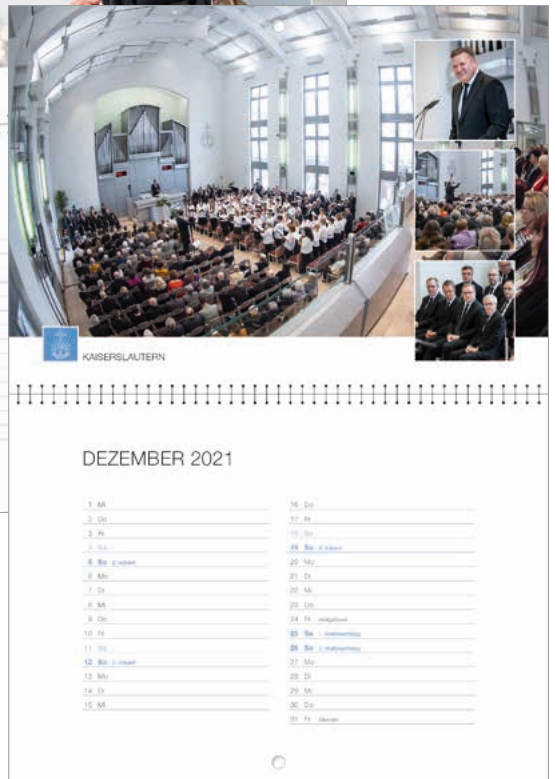 KAISERSLAUTERN
DEZEMBER 2021
1 Mi
2 Do
3 Fr
4 Sa
5 So 2. Advent
6 Mo
7 Di
8 Mi
9 Do
10 Fr
11 Sa
12 So 3. Advent
13 Mo
14 Di
15 Mi
16 Do
17 Fr
18 Sa
19 So 4. Advent
20 Mo
21 Di
22 Mi
23 Do
24 Fr Heiligabend
25 Sa 1. Weihnachtstag
26 So 2. Weihnachtstag
27 Mo
28 Di
29 Mi
30 Do
31 Fr Silvester